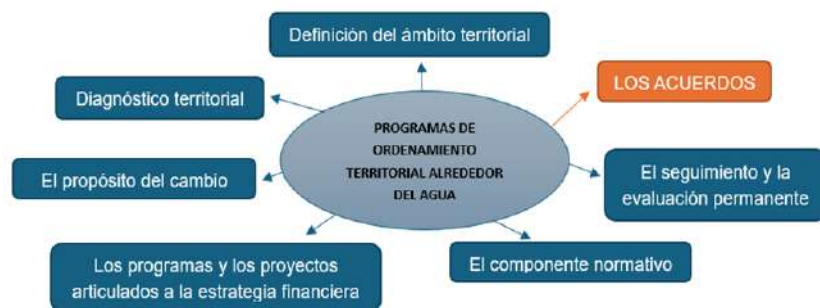 Definición del ámbito territorial
LOS ACUERDOS
Diagnóstico territorial
PROGRAMAS DE
ORDENAMIENTO
TERRITORIAL ALREDEDOR
DEL AGUA
El propósito del cambio
El seguimiento y la
evaluación permanente
Los programas y los proyectos
articulados a la estrategia financiera
El componente normativo